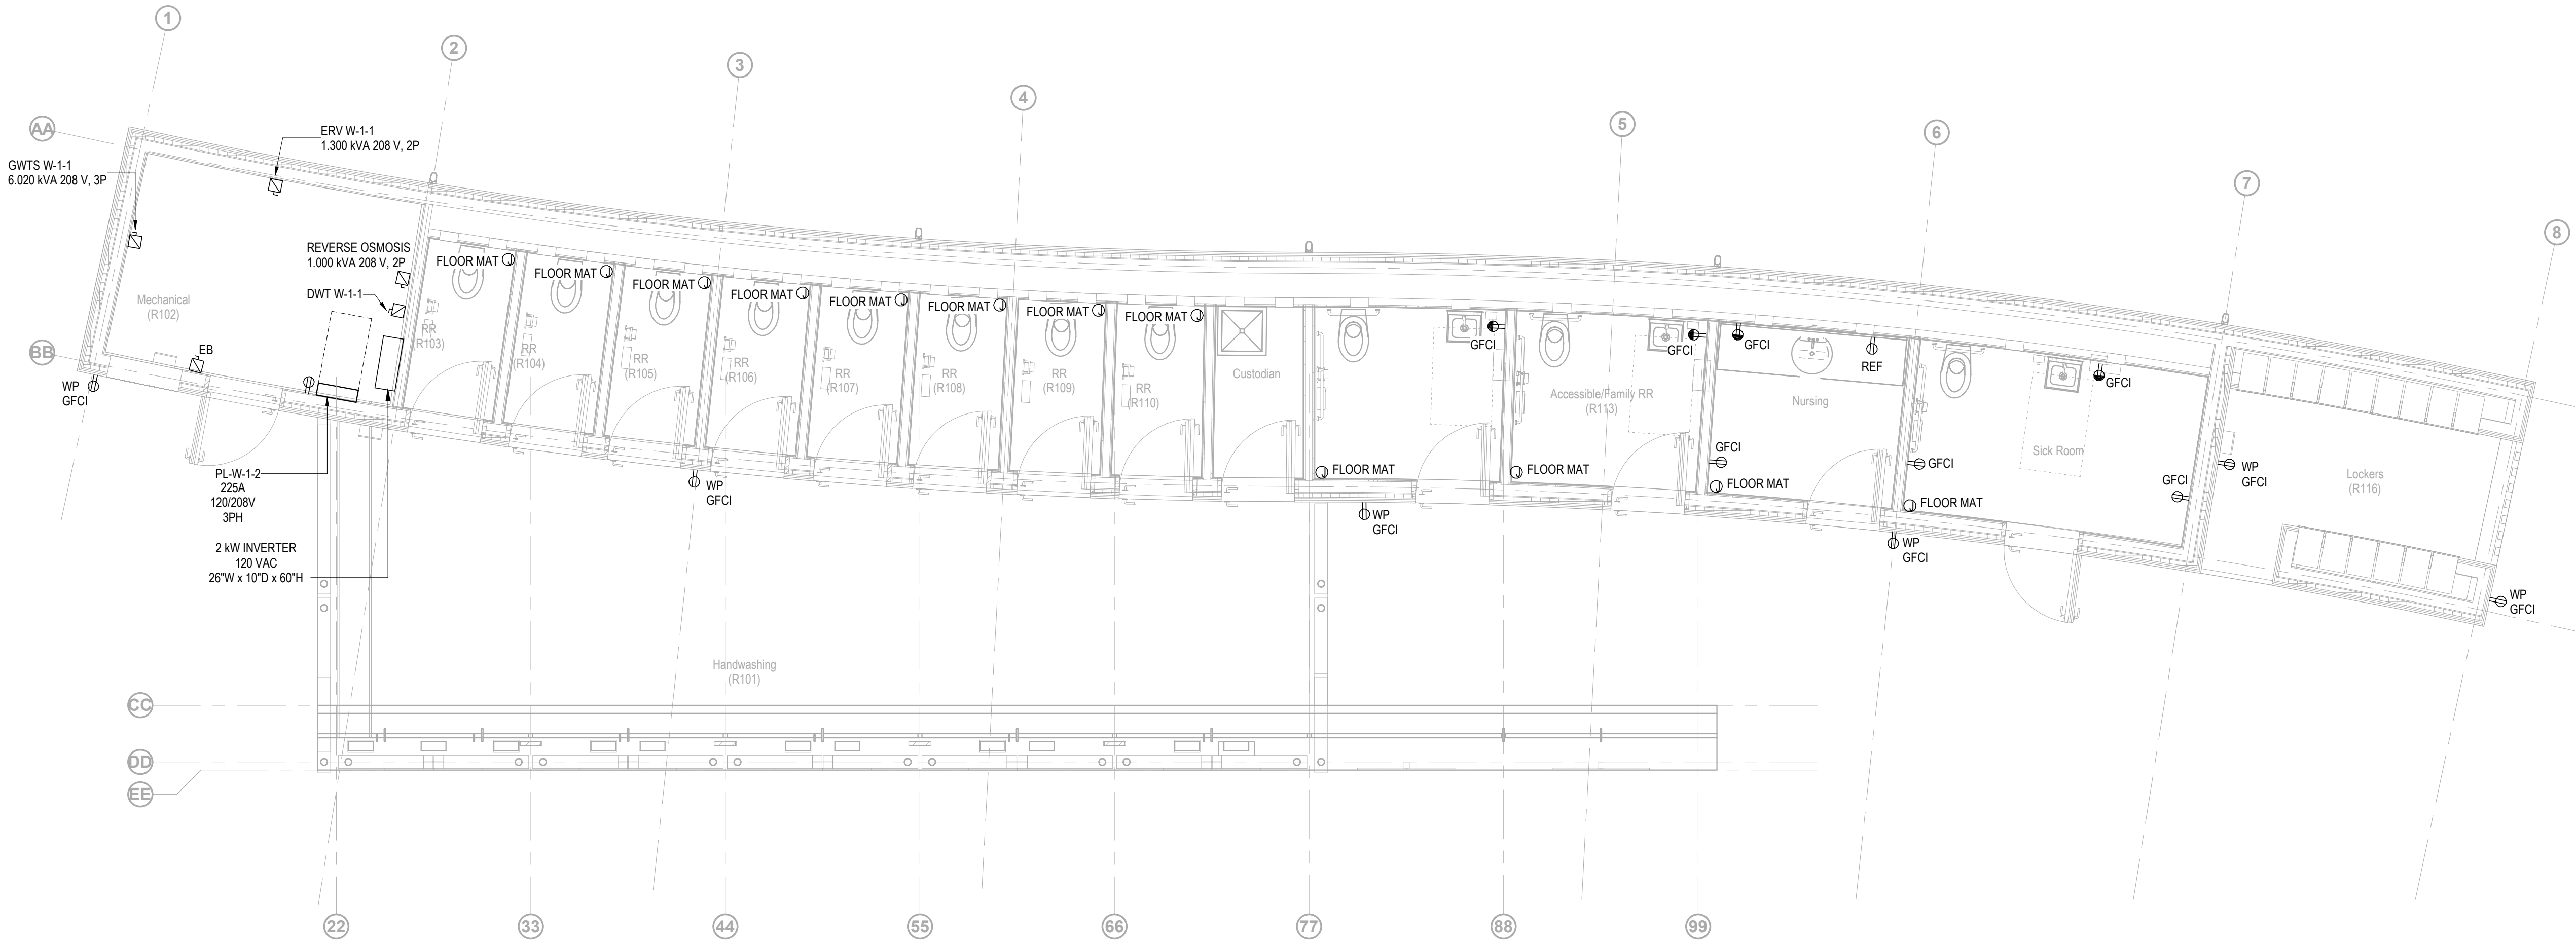 1
2
3
4
5
6
7
8
AA
BB
CC
DD
EE
22
33
44
55
66
77
88
99
ERV W-1-1
1.300 kVA 208 V, 2P
GWTS W-1-1
6.020 kVA 208 V, 3P
REVERSE OSMOSIS
1.000 kVA 208 V, 2P
DWT W-1-1
Mechanical
(R102)
EB
WP
GFCI
PL-W-1-2
225A
120/208V
3PH
2 kW INVERTER
120 VAC
26"W x 10"D x 60"H
FLOOR MAT
RR
(R103)
FLOOR MAT
RR
(R104)
FLOOR MAT
RR
(R105)
FLOOR MAT
RR
(R106)
FLOOR MAT
RR
(R107)
FLOOR MAT
RR
(R108)
FLOOR MAT
RR
(R109)
FLOOR MAT
RR
(R110)
WP
GFCI
Custodian
GFCI
FLOOR MAT
WP
GFCI
GFCI
Accessible/Family RR
(R113)
FLOOR MAT
GFCI
REF
Nursing
GFCI
FLOOR MAT
WP
GFCI
GFCI
GFCI
Sick Room
GFCI
FLOOR MAT
WP
GFCI
Lockers
(R116)
WP
GFCI
Handwashing
(R101)